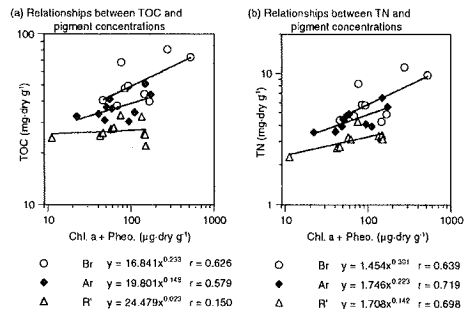 (a) Relationships between TOC and
pigment concentrations
100
TOC (mg·dry g⁻¹)
10
10
100
1000
Chl. a + Pheo. (μg·dry g⁻¹)
Br y = 16.841x^0.233 r = 0.626
Ar y = 19.801x^0.149 r = 0.579
R' y = 24.479x^0.023 r = 0.150
(b) Relationships between TN and
pigment concentrations
10
TN (mg·dry g⁻¹)
1
10
100
1000
Chl. a + Pheo. (μg·dry g⁻¹)
Br y = 1.454x^0.301 r = 0.639
Ar y = 1.746x^0.223 r = 0.719
R' y = 1.708x^0.142 r = 0.698